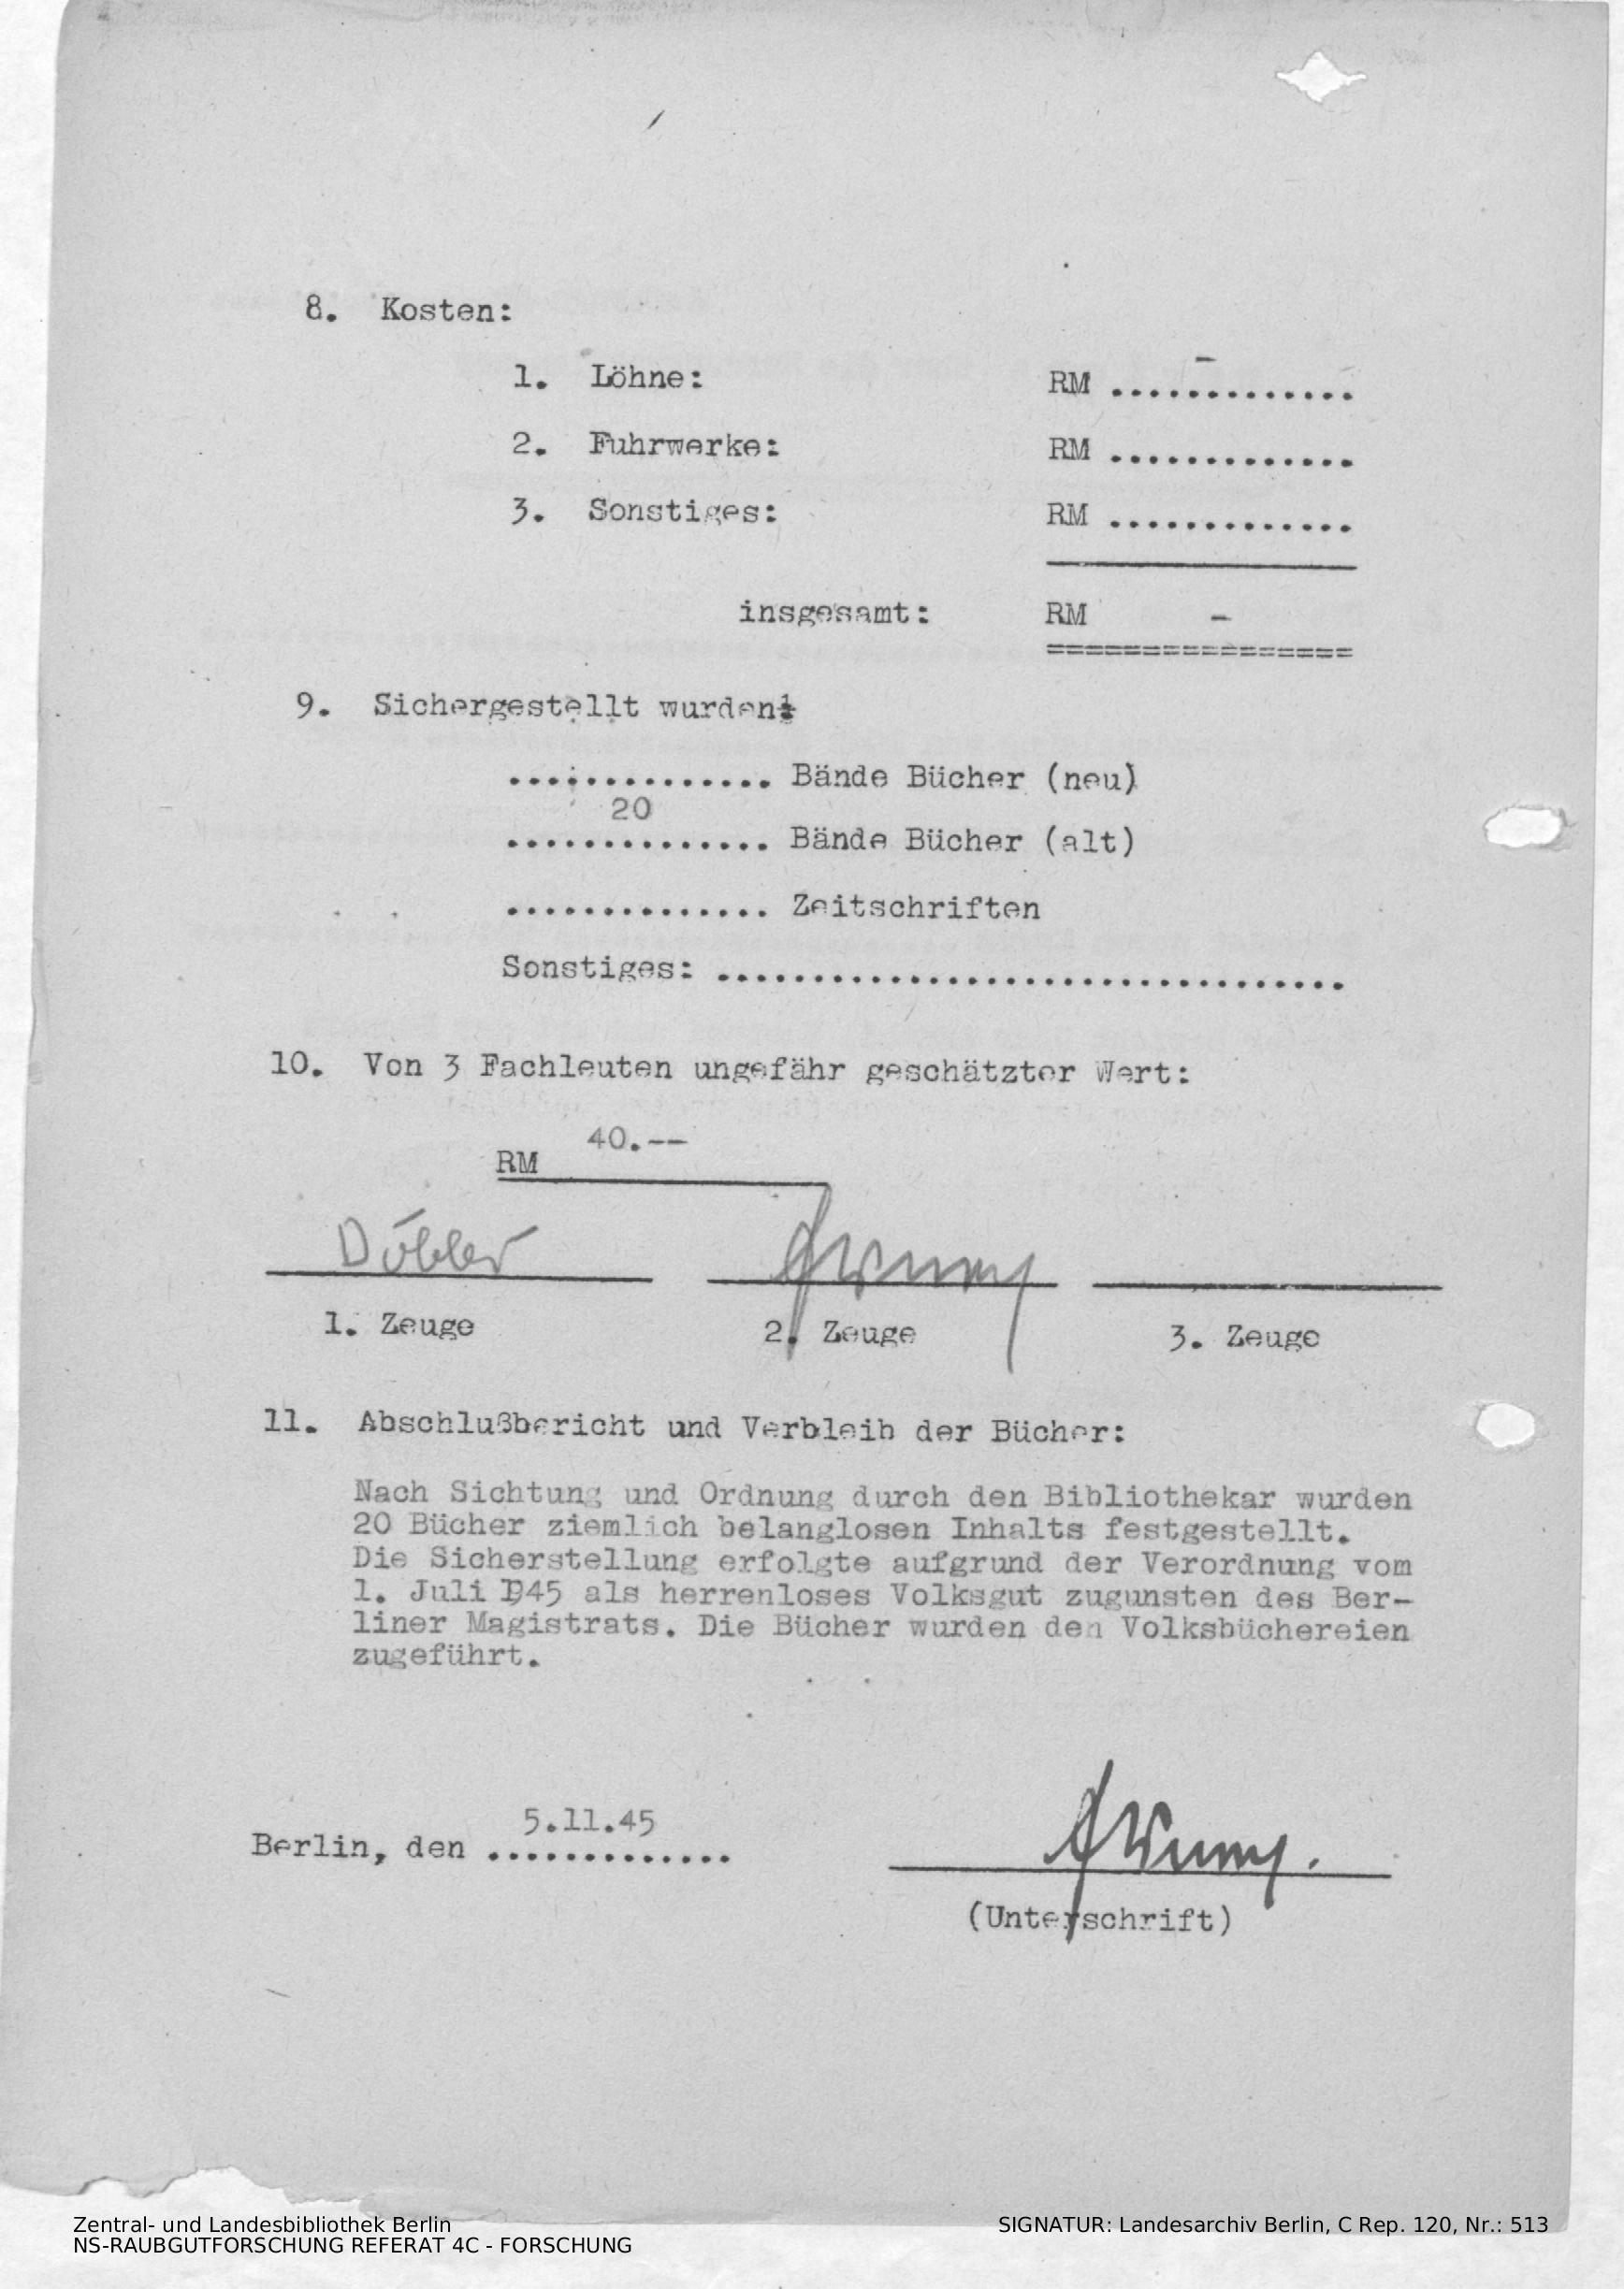 8. Kosten:
1. Löhne: RM ............. –
2. Fuhrwerke: RM .............
3. Sonstiges: RM .............
insgesamt: RM –
================
9. Sichergestellt wurden:
.............. Bände Bücher (neu)
20
.............. Bände Bücher (alt)
.............. Zeitschriften
Sonstiges: .................................
10. Von 3 Fachleuten ungefähr geschätzter Wert:
RM 40.--
Döbler
1. Zeuge 2. Zeuge 3. Zeuge
11. Abschlußbericht und Verbleib der Bücher:
Nach Sichtung und Ordnung durch den Bibliothekar wurden
20 Bücher ziemlich belanglosen Inhalts festgestellt.
Die Sicherstellung erfolgte aufgrund der Verordnung vom
1. Juli 1945 als herrenloses Volksgut zugunsten des Ber-
liner Magistrats. Die Bücher wurden den Volksbüchereien
zugeführt.
5.11.45
Berlin, den .............
(Unterschrift)
Zentral- und Landesbibliothek Berlin
NS-RAUBGUTFORSCHUNG REFERAT 4C - FORSCHUNG
SIGNATUR: Landesarchiv Berlin, C Rep. 120, Nr.: 513